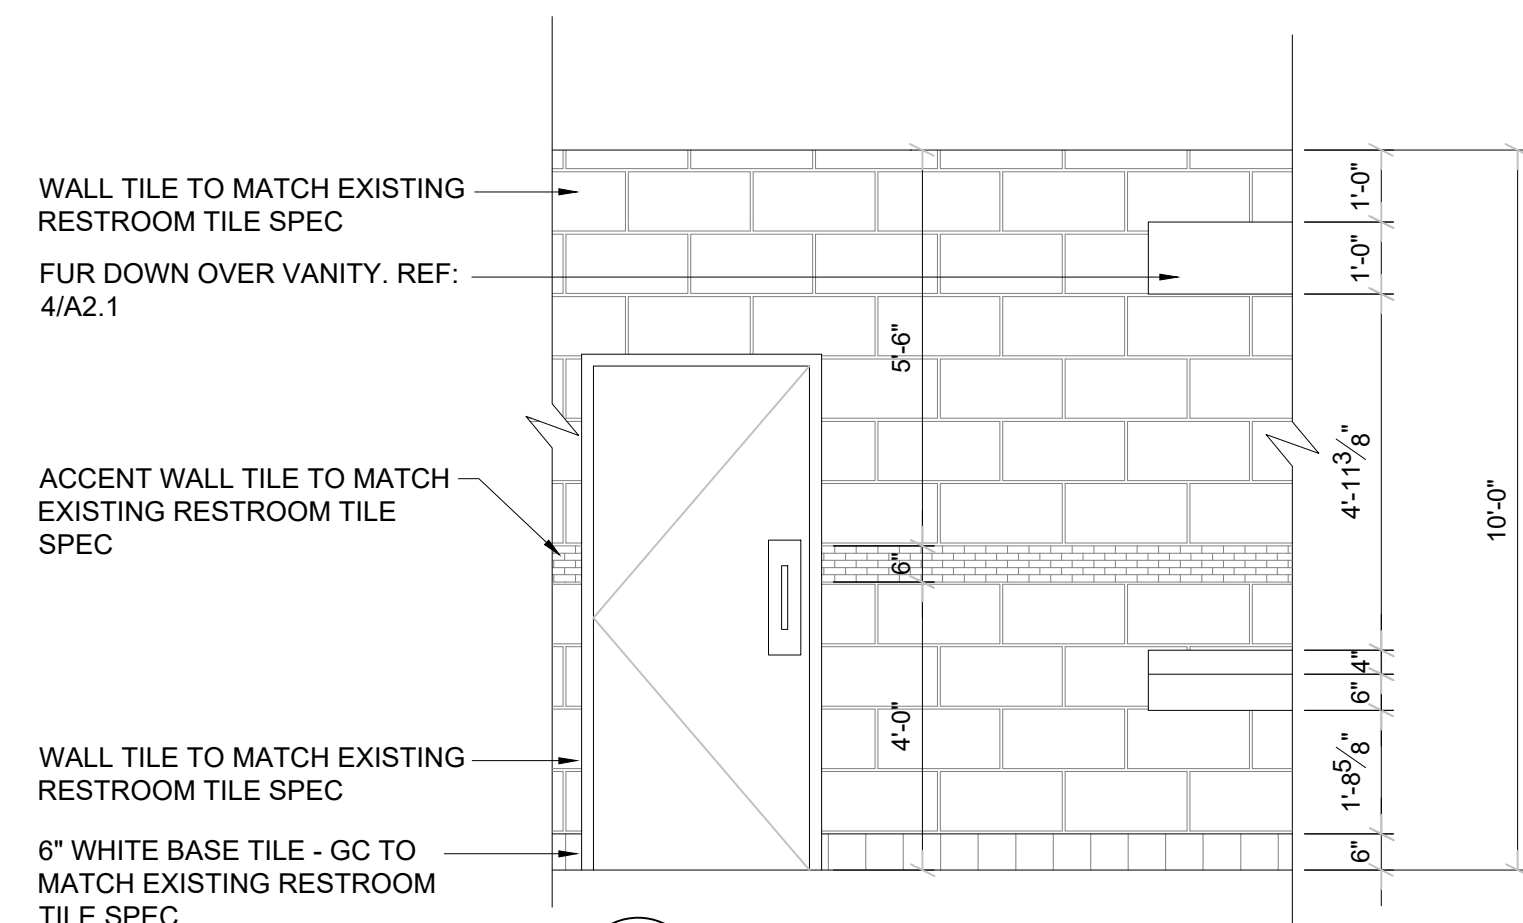 WALL TILE TO MATCH EXISTING
RESTROOM TILE SPEC
FUR DOWN OVER VANITY. REF:
4/A2.1
ACCENT WALL TILE TO MATCH
EXISTING RESTROOM TILE
SPEC
WALL TILE TO MATCH EXISTING
RESTROOM TILE SPEC
6" WHITE BASE TILE - GC TO
MATCH EXISTING RESTROOM
TILE SPEC
5'-6"
6"
4'-0"
1'-0"
1'-0"
4'-11 3/8"
4"
6"
1'-8 5/8"
6"
10'-0"